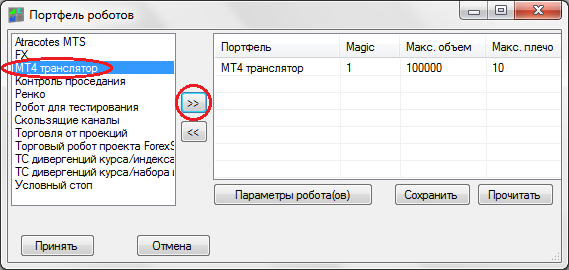 Портфель роботов
Atracotes MTS
FX
МТ4 транслятор
Контроль проседания
Ренко
Робот для тестирования
Скользящие каналы
Торговля от проекций
Торговый робот проекта ForexS
ТС дивергенций курса/индекса
ТС дивергенций курса/набора и
Условный стоп
>>
<<
Портфель Magic Макс. объем Макс. плечо
МТ4 транслятор 1 100000 10
Параметры робота(ов) Сохранить Прочитать
Принять Отмена